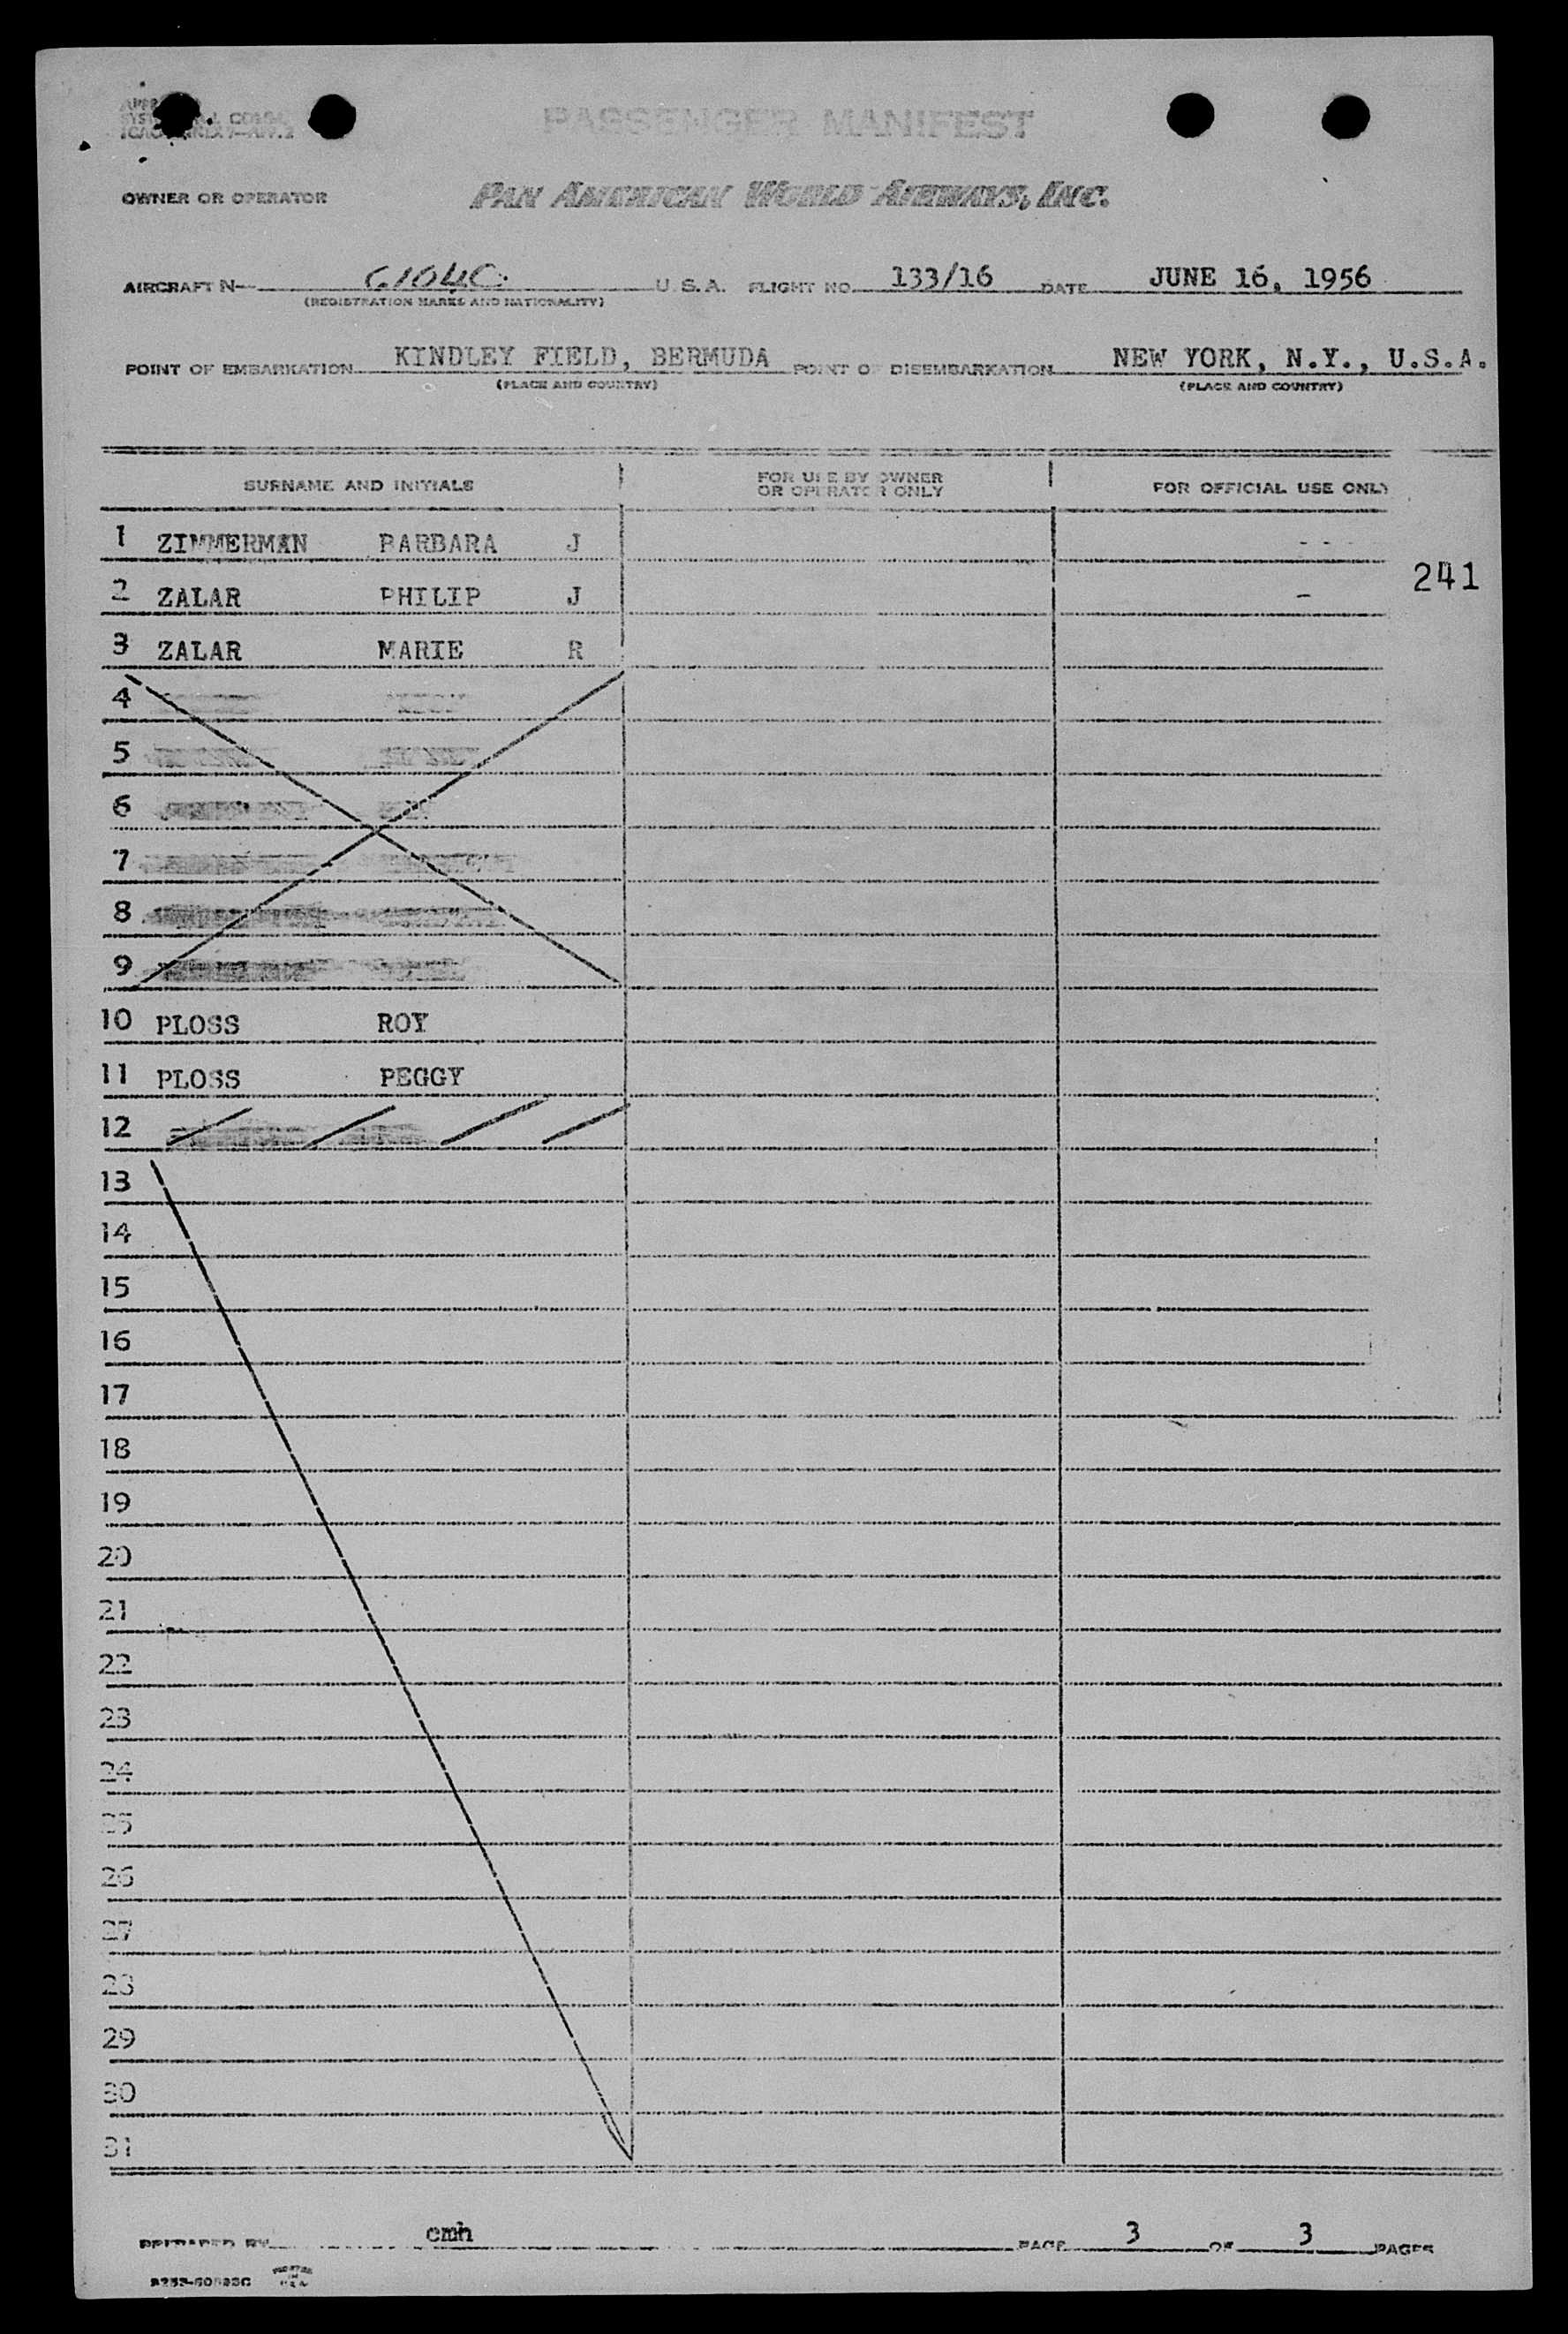 PASSENGER MANIFEST
OWNER OR OPERATOR PAN AMERICAN WORLD AIRWAYS, INC.
AIRCRAFT N— 6104C U.S.A. FLIGHT NO. 133/16 DATE JUNE 16, 1956
(REGISTRATION MARKS AND NATIONALITY)
POINT OF EMBARKATION KINDLEY FIELD, BERMUDA POINT OF DISEMBARKATION NEW YORK, N.Y., U.S.A.
(PLACE AND COUNTRY) (PLACE AND COUNTRY)
SURNAME AND INITIALS FOR USE BY OWNER OR OPERATOR ONLY FOR OFFICIAL USE ONLY
1 ZIMMERMAN BARBARA J
241
2 ZALAR PHILIP J
3 ZALAR MARIE R
4
5
6
7
8
9
10 PLOSS ROY
11 PLOSS PEGGY
12
13
14
15
16
17
18
19
20
21
22
23
24
25
26
27
28
29
30
31
PREPARED BY cmh PAGE 3 OF 3 PAGES